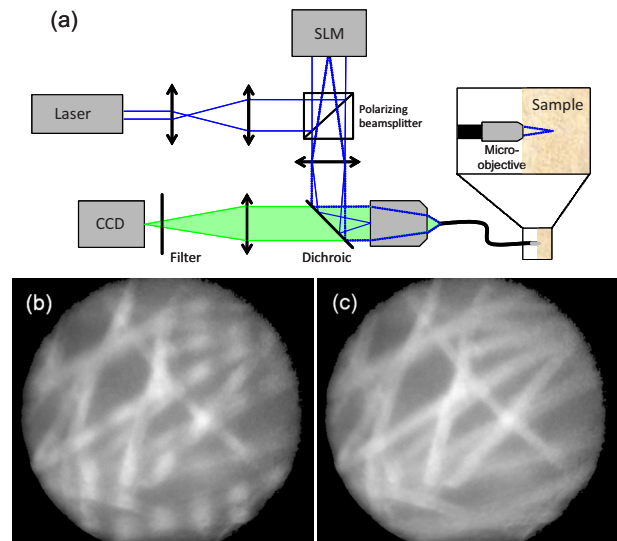 (a)
SLM
Laser
Polarizing
beamsplitter
Sample
Micro-
objective
CCD
Filter
Dichroic
(b)
(c)